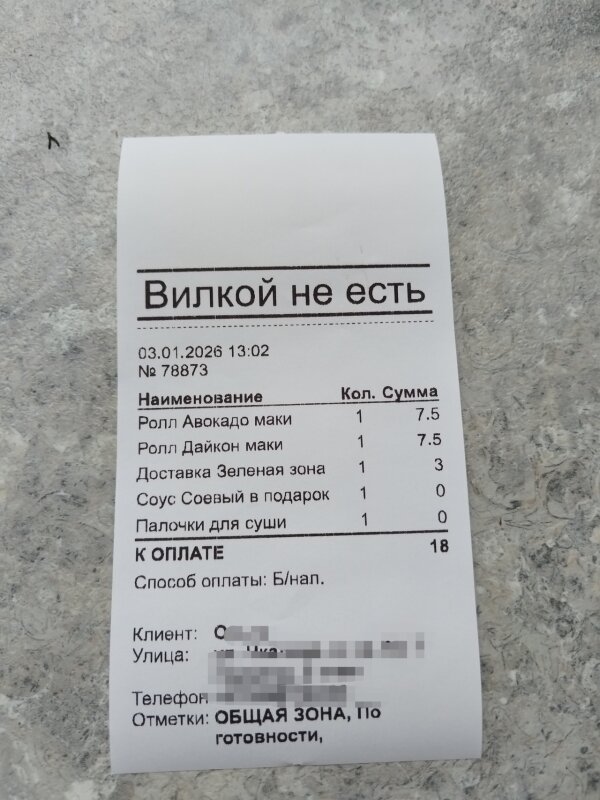 Вилкой не есть
03.01.2026 13:02
№ 78873
Наименование Кол. Сумма
Ролл Авокадо маки 1 7.5
Ролл Дайкон маки 1 7.5
Доставка Зеленая зона 1 3
Соус Соевый в подарок 1 0
Палочки для суши 1 0
К ОПЛАТЕ 18
Способ оплаты: Б/нал.
Клиент:
Улица:
Телефон
Отметки: ОБЩАЯ ЗОНА, По
готовности,